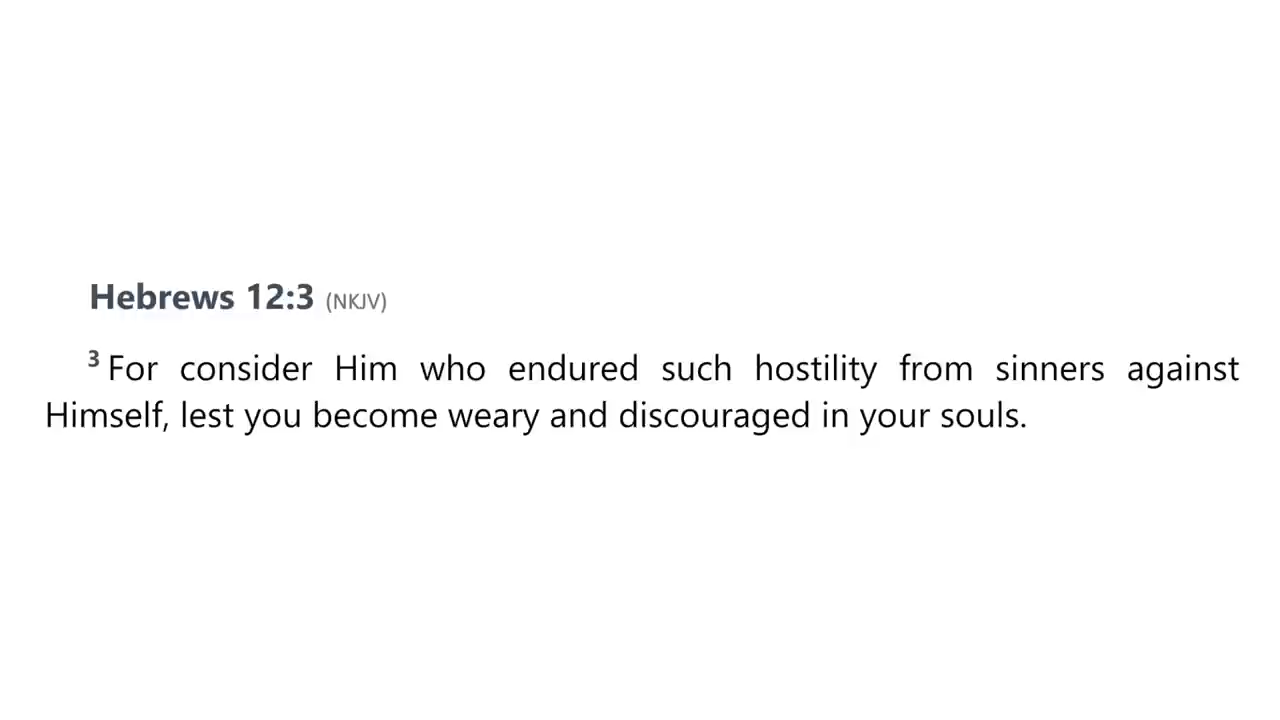 Hebrews 12:3 (NKJV)
3 For consider Him who endured such hostility from sinners against
Himself, lest you become weary and discouraged in your souls.